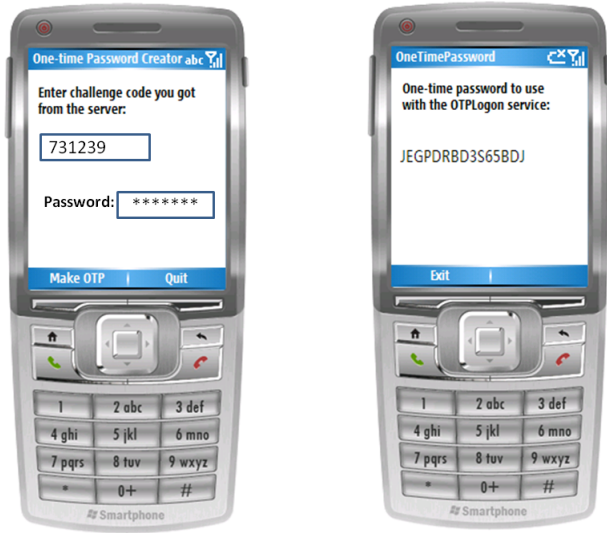 One-time Password Creator abc
Enter challenge code you got
from the server:
731239
Password: *******
Make OTP Quit
1 2 abc 3 def
4 ghi 5 jkl 6 mno
7 pqrs 8 tuv 9 wxyz
* 0+ #
Smartphone
OneTimePassword
One-time password to use
with the OTPLogon service:
JEGPDRBD3S65BDJ
Exit
1 2 abc 3 def
4 ghi 5 jkl 6 mno
7 pqrs 8 tuv 9 wxyz
* 0+ #
Smartphone